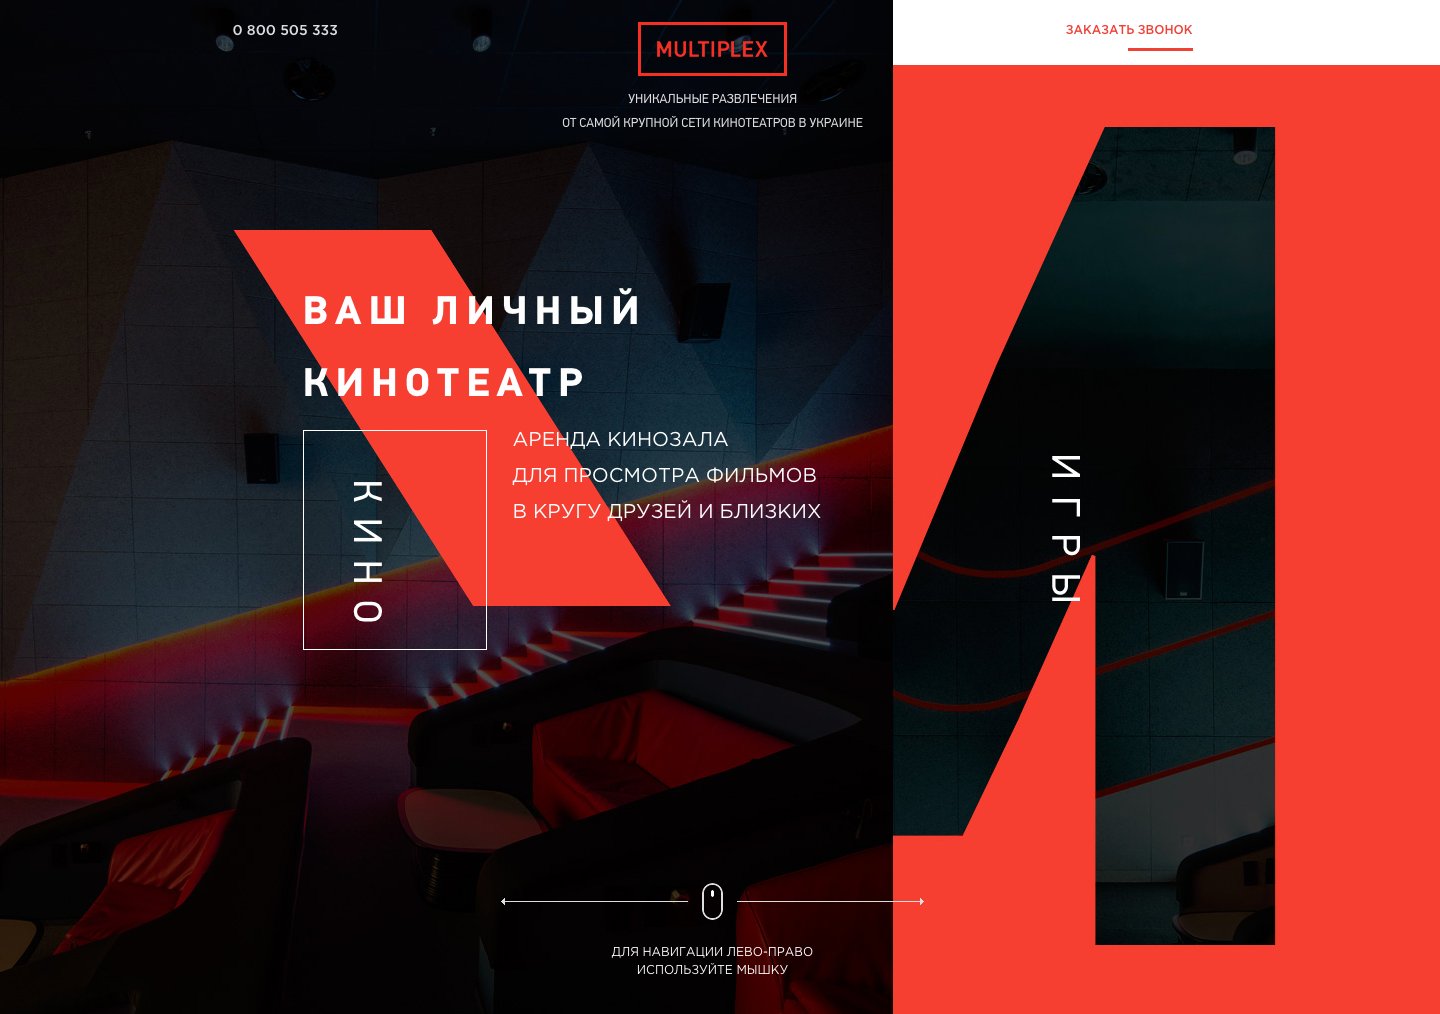 0 800 505 333
MULTIPLEX
ЗАКАЗАТЬ ЗВОНОК
УНИКАЛЬНЫЕ РАЗВЛЕЧЕНИЯ
ОТ САМОЙ КРУПНОЙ СЕТИ КИНОТЕАТРОВ В УКРАИНЕ
ВАШ ЛИЧНЫЙ
КИНОТЕАТР
КИНО
АРЕНДА КИНОЗАЛА
ДЛЯ ПРОСМОТРА ФИЛЬМОВ
В КРУГУ ДРУЗЕЙ И БЛИЗКИХ
ИГРЫ
ДЛЯ НАВИГАЦИИ ЛЕВО-ПРАВО
ИСПОЛЬЗУЙТЕ МЫШКУ